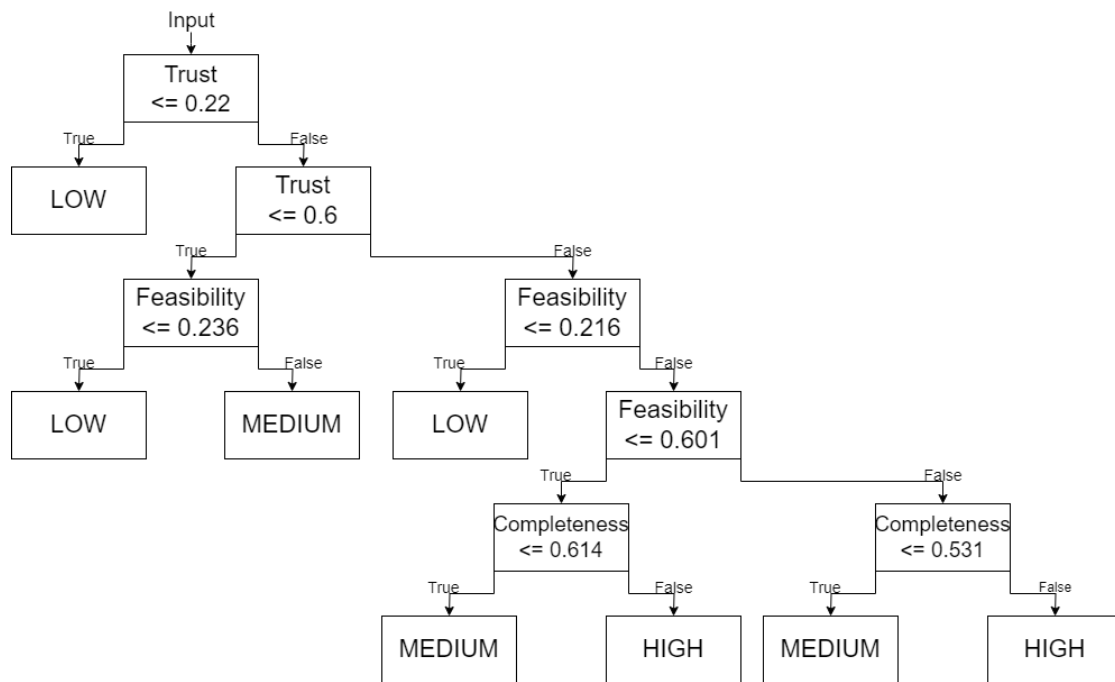 Input
Trust
<= 0.22
True
False
LOW
Trust
<= 0.6
True
False
Feasibility
<= 0.236
Feasibility
<= 0.216
True
False
True
False
LOW
MEDIUM
LOW
Feasibility
<= 0.601
True
False
Completeness
<= 0.614
Completeness
<= 0.531
True
False
True
False
MEDIUM
HIGH
MEDIUM
HIGH